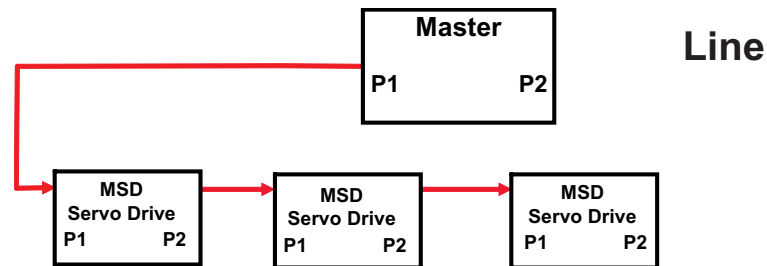 Master
Line
P1 P2
MSD
Servo Drive
P1 P2
MSD
Servo Drive
P1 P2
MSD
Servo Drive
P1 P2